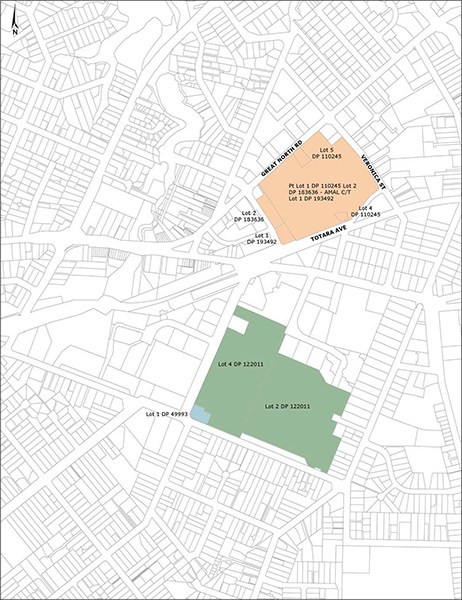 N
GREAT NORTH RD
Lot 5
DP 110245
VERONICA ST
Pt Lot 1 DP 110245 Lot 2
DP 183636 - AMAL C/T
Lot 1 DP 193492
Lot 4
DP 110245
Lot 2
DP 183636
Lot 1
DP 193492
TOTARA AVE
Lot 4 DP 122011
Lot 2 DP 122011
Lot 1 DP 49993